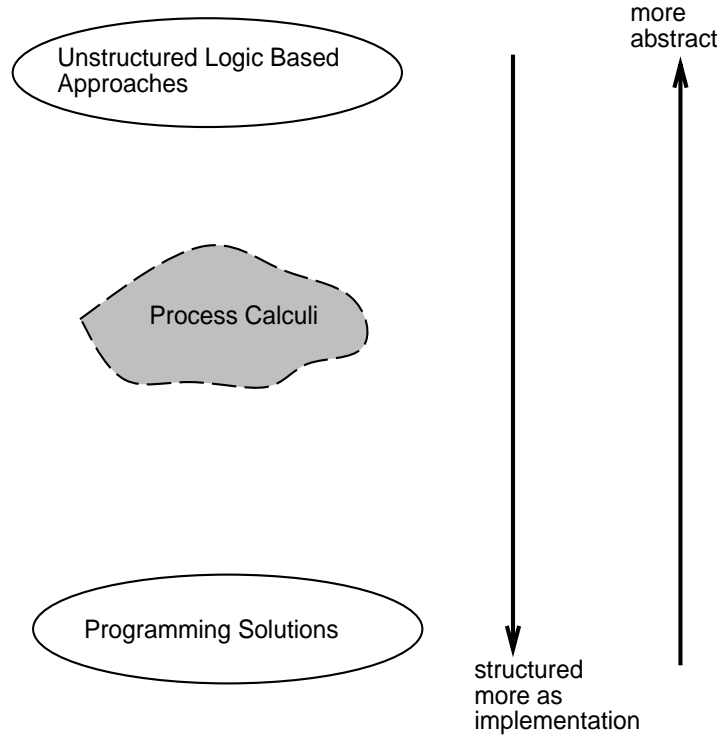 more
abstract
Unstructured Logic Based
Approaches
Process Calculi
Programming Solutions
structured
more as
implementation